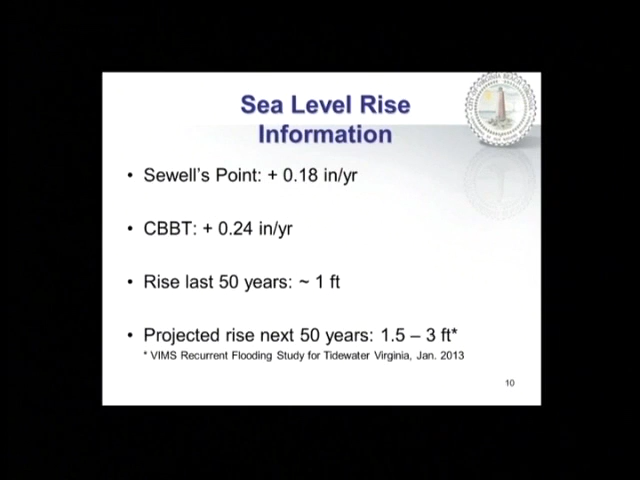 Sea Level Rise
Information
• Sewell's Point: + 0.18 in/yr
• CBBT: + 0.24 in/yr
• Rise last 50 years: ~ 1 ft
• Projected rise next 50 years: 1.5 – 3 ft*
* VIMS Recurrent Flooding Study for Tidewater Virginia, Jan. 2013
10